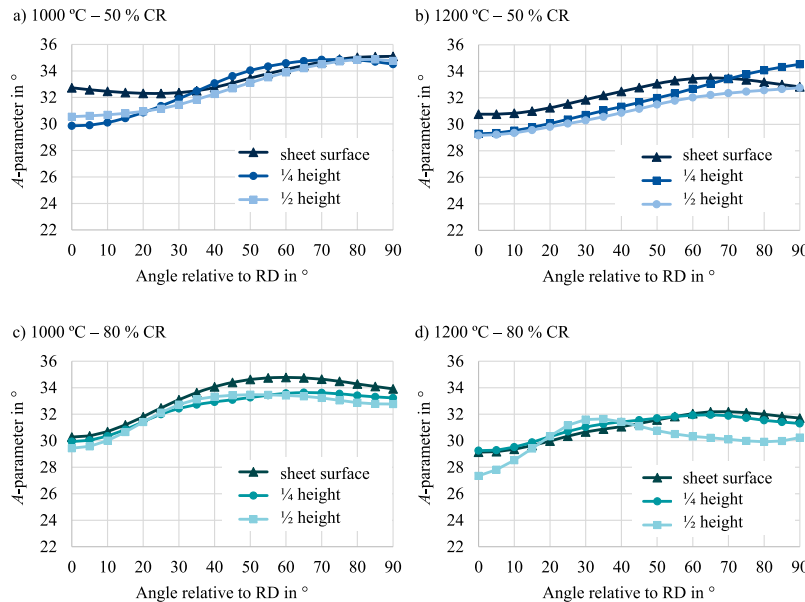 a) 1000 ºC – 50 % CR
36
34
32
30
28
26
24
22
A-parameter in °
sheet surface
¼ height
½ height
0 10 20 30 40 50 60 70 80 90
Angle relative to RD in °
b) 1200 ºC – 50 % CR
36
34
32
30
28
26
24
22
A-parameter in °
sheet surface
¼ height
½ height
0 10 20 30 40 50 60 70 80 90
Angle relative to RD in °
c) 1000 ºC – 80 % CR
36
34
32
30
28
26
24
22
A-parameter in °
sheet surface
¼ height
½ height
0 10 20 30 40 50 60 70 80 90
Angle relative to RD in °
d) 1200 ºC – 80 % CR
36
34
32
30
28
26
24
22
A-parameter in °
sheet surface
¼ height
½ height
0 10 20 30 40 50 60 70 80 90
Angle relative to RD in °